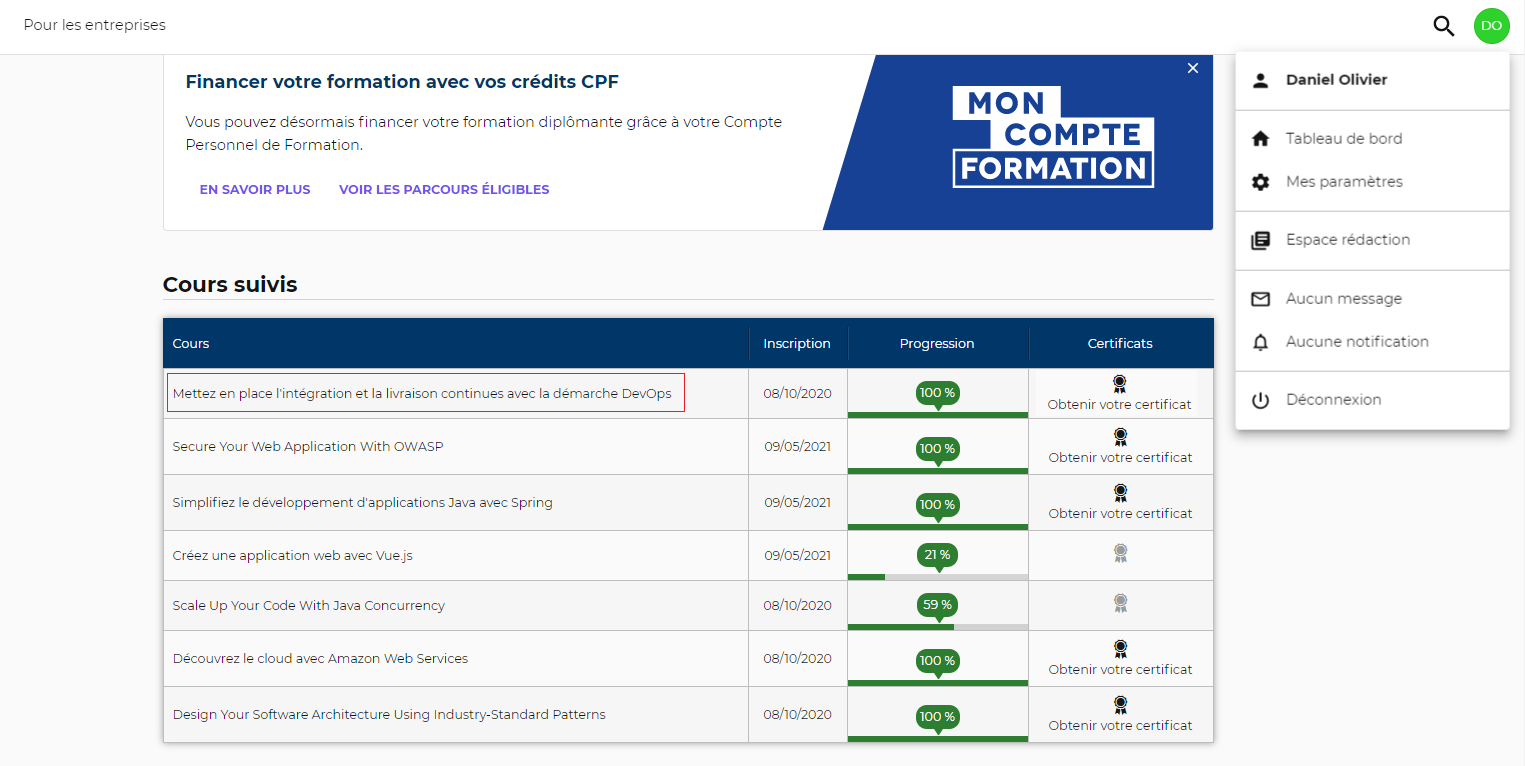 Pour les entreprises
DO
Financer votre formation avec vos crédits CPF
Vous pouvez désormais financer votre formation diplômante grâce à votre Compte
Personnel de Formation.
EN SAVOIR PLUS VOIR LES PARCOURS ÉLIGIBLES
MON
COMPTE
FORMATION
Daniel Olivier
Tableau de bord
Mes paramètres
Espace rédaction
Aucun message
Aucune notification
Déconnexion
Cours suivis
Cours Inscription Progression Certificats
Mettez en place l'intégration et la livraison continues avec la démarche DevOps 08/10/2020 100 % Obtenir votre certificat
Secure Your Web Application With OWASP 09/05/2021 100 % Obtenir votre certificat
Simplifiez le développement d'applications Java avec Spring 09/05/2021 100 % Obtenir votre certificat
Créez une application web avec Vue.js 09/05/2021 21 %
Scale Up Your Code With Java Concurrency 08/10/2020 59 %
Découvrez le cloud avec Amazon Web Services 08/10/2020 100 % Obtenir votre certificat
Design Your Software Architecture Using Industry-Standard Patterns 08/10/2020 100 % Obtenir votre certificat